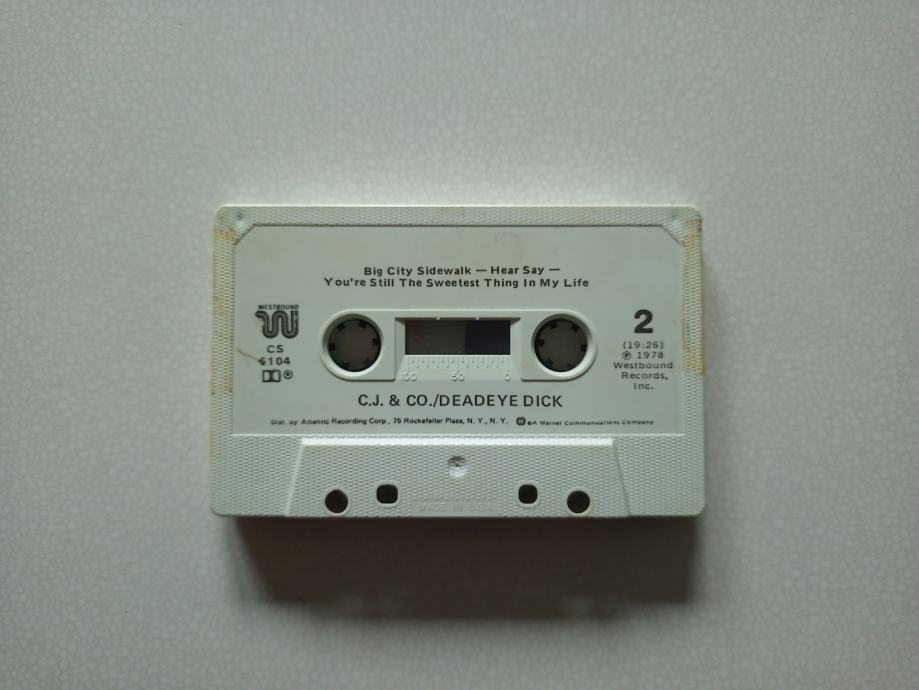 Big City Sidewalk — Hear Say —
You're Still The Sweetest Thing In My Life
WESTBOUND
CS
6104
®
2
(19:26)
℗ 1978
Westbound
Records,
Inc.
100 50 0
C.J. & CO./DEADEYE DICK
Dist. by Atlantic Recording Corp., 75 Rockefeller Plaza, N. Y., N. Y. A Warner Communications Company
MADE IN